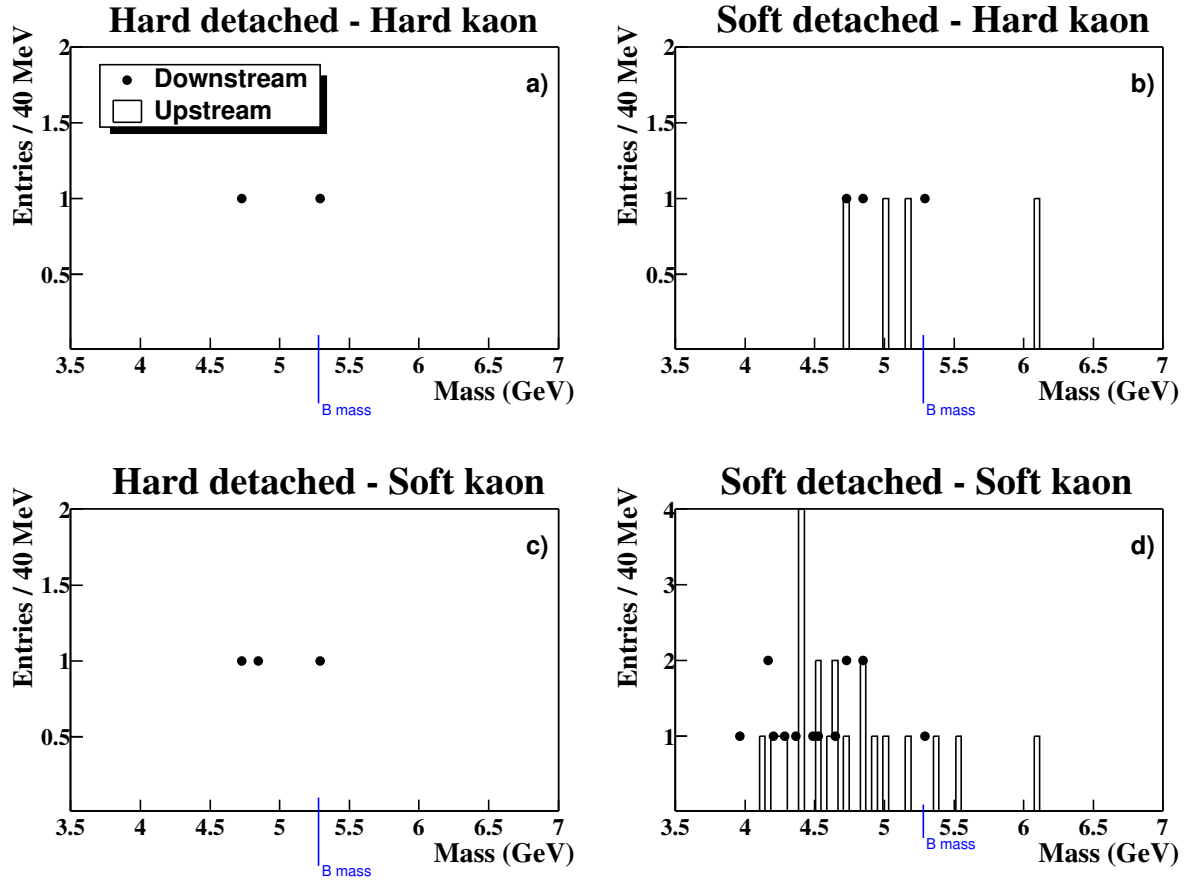 Hard detached - Hard kaon
Entries / 40 MeV
2
1.5
1
0.5
Downstream
Upstream
a)
3.5 4 4.5 5 5.5 6 6.5 7
Mass (GeV)
B mass
Soft detached - Hard kaon
Entries / 40 MeV
2
1.5
1
0.5
b)
3.5 4 4.5 5 5.5 6 6.5 7
Mass (GeV)
B mass
Hard detached - Soft kaon
Entries / 40 MeV
2
1.5
1
0.5
c)
3.5 4 4.5 5 5.5 6 6.5 7
Mass (GeV)
B mass
Soft detached - Soft kaon
Entries / 40 MeV
4
3
2
1
d)
3.5 4 4.5 5 5.5 6 6.5 7
Mass (GeV)
B mass